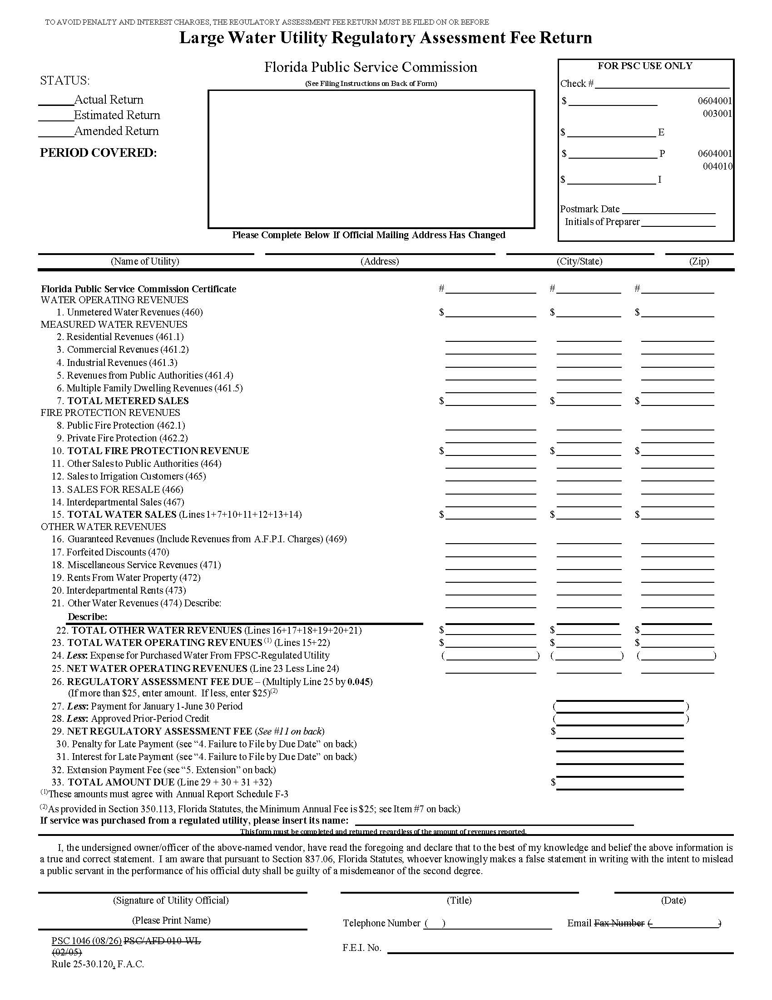 TO AVOID PENALTY AND INTEREST CHARGES, THE REGULATORY ASSESSMENT FEE RETURN MUST BE FILED ON OR BEFORE
Large Water Utility Regulatory Assessment Fee Return
Florida Public Service Commission
(See Filing Instructions on Back of Form)
STATUS:
______Actual Return
______Estimated Return
______Amended Return
PERIOD COVERED:
Please Complete Below If Official Mailing Address Has Changed
FOR PSC USE ONLY
Check #
$ 0604001
003001
$ E
$ P 0604001
004010
$ I
Postmark Date
Initials of Preparer
(Name of Utility) (Address) (City/State) (Zip)
Florida Public Service Commission Certificate # # #
WATER OPERATING REVENUES
1. Unmetered Water Revenues (460) $ $ $
MEASURED WATER REVENUES
2. Residential Revenues (461.1)
3. Commercial Revenues (461.2)
4. Industrial Revenues (461.3)
5. Revenues from Public Authorities (461.4)
6. Multiple Family Dwelling Revenues (461.5)
7. TOTAL METERED SALES $ $ $
FIRE PROTECTION REVENUES
8. Public Fire Protection (462.1)
9. Private Fire Protection (462.2)
10. TOTAL FIRE PROTECTION REVENUE $ $ $
11. Other Sales to Public Authorities (464)
12. Sales to Irrigation Customers (465)
13. SALES FOR RESALE (466)
14. Interdepartmental Sales (467)
15. TOTAL WATER SALES (Lines 1+7+10+11+12+13+14) $ $ $
OTHER WATER REVENUES
16. Guaranteed Revenues (Include Revenues from A.F.P.I. Charges) (469)
17. Forfeited Discounts (470)
18. Miscellaneous Service Revenues (471)
19. Rents From Water Property (472)
20. Interdepartmental Rents (473)
21. Other Water Revenues (474) Describe:
Describe:
22. TOTAL OTHER WATER REVENUES (Lines 16+17+18+19+20+21) $ $ $
23. TOTAL WATER OPERATING REVENUES (1) (Lines 15+22) $ $ $
24. Less: Expense for Purchased Water From FPSC-Regulated Utility ( ) ( ) ( )
25. NET WATER OPERATING REVENUES (Line 23 Less Line 24)
26. REGULATORY ASSESSMENT FEE DUE – (Multiply Line 25 by 0.045)
(If more than $25, enter amount. If less, enter $25)(2)
27. Less: Payment for January 1-June 30 Period ( )
28. Less: Approved Prior-Period Credit ( )
29. NET REGULATORY ASSESSMENT FEE (See #11 on back) $
30. Penalty for Late Payment (see “4. Failure to File by Due Date” on back)
31. Interest for Late Payment (see “4. Failure to File by Due Date” on back)
32. Extension Payment Fee (see “5. Extension” on back)
33. TOTAL AMOUNT DUE (Line 29 + 30 + 31 +32) $
(1)These amounts must agree with Annual Report Schedule F-3
(2)As provided in Section 350.113, Florida Statutes, the Minimum Annual Fee is $25; see Item #7 on back)
If service was purchased from a regulated utility, please insert its name:
This form must be completed and returned regardless of the amount of revenues reported.
I, the undersigned owner/officer of the above-named vendor, have read the foregoing and declare that to the best of my knowledge and belief the above information is
a true and correct statement. I am aware that pursuant to Section 837.06, Florida Statutes, whoever knowingly makes a false statement in writing with the intent to mislead
a public servant in the performance of his official duty shall be guilty of a misdemeanor of the second degree.
(Signature of Utility Official) (Title) (Date)
(Please Print Name)
Telephone Number ( ) Email Fax Number ( )
PSC 1046 (08/26) PSC/AFD 010-WL
(02/05)
F.E.I. No.
Rule 25-30.120, F.A.C.